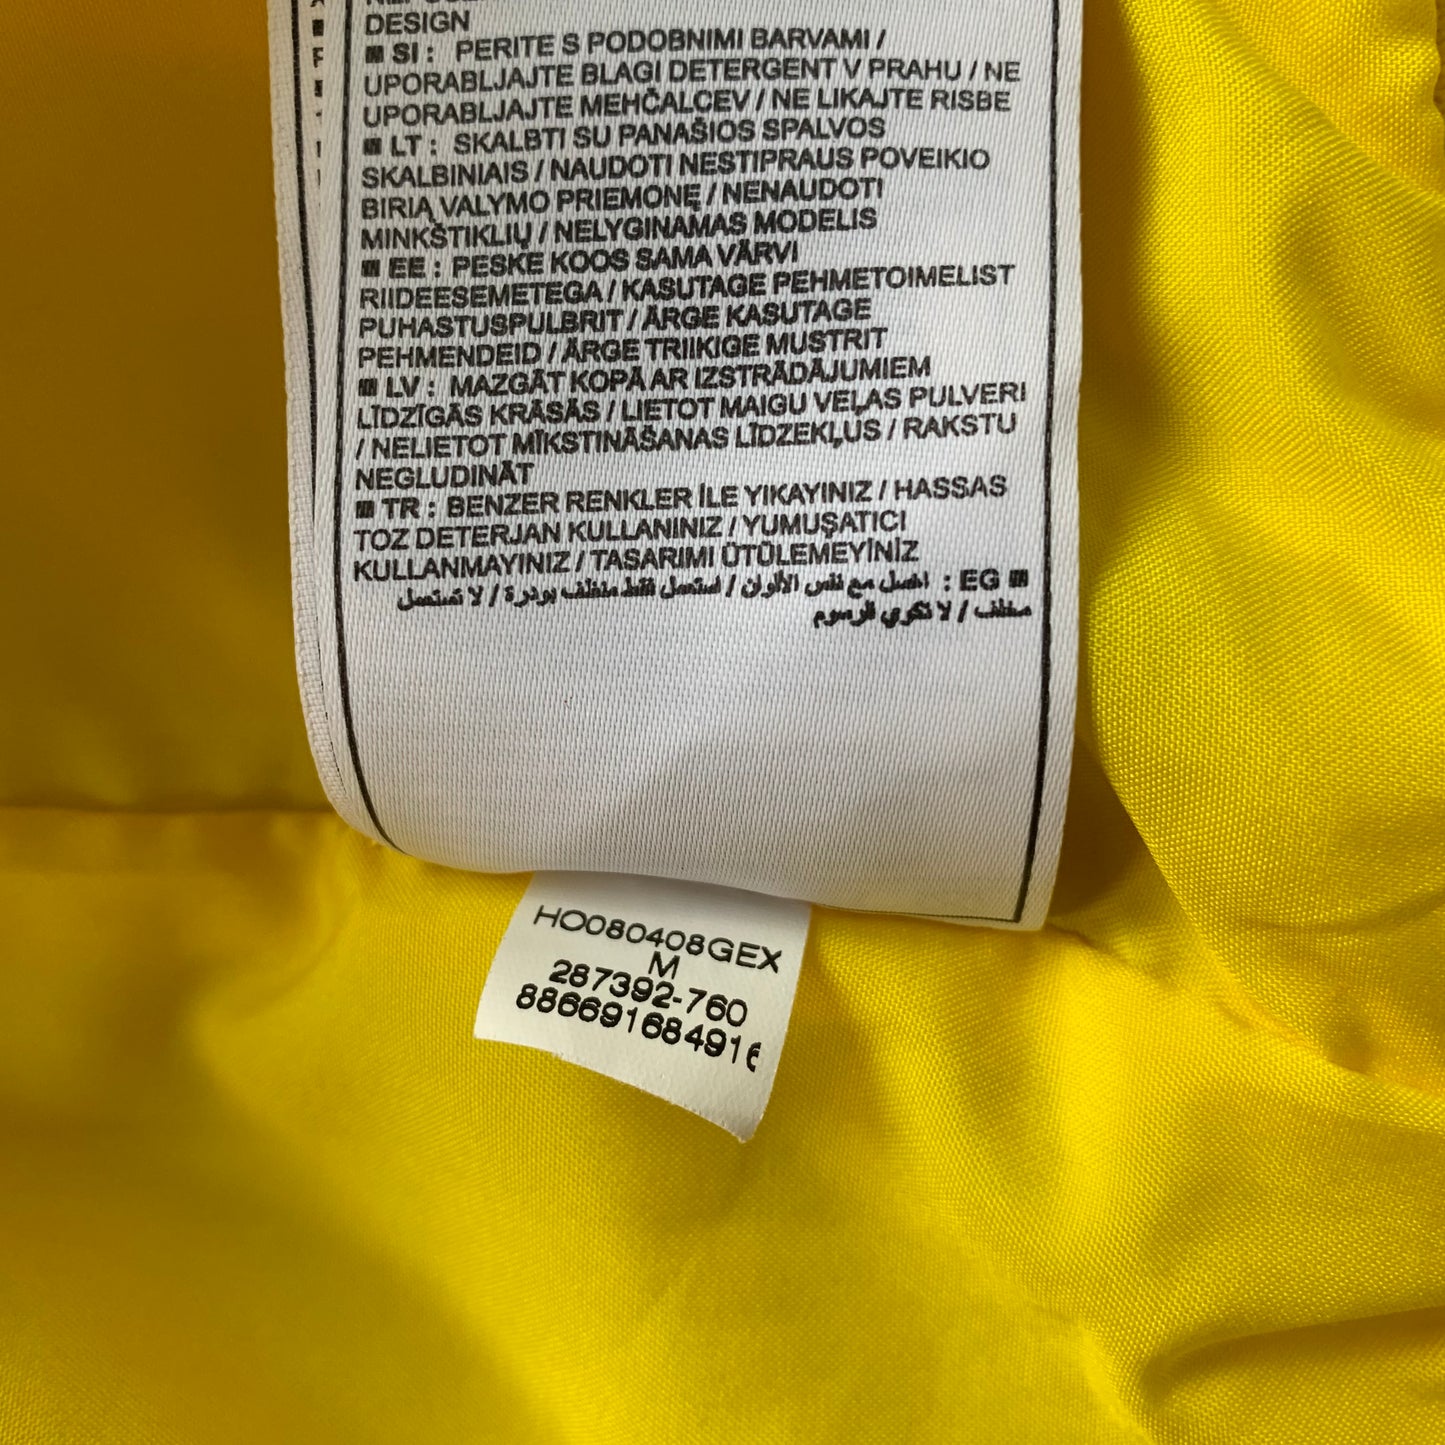 DESIGN
SI : PERITE S PODOBNIMI BARVAMI /
UPORABLJAJTE BLAGI DETERGENT V PRAHU / NE
UPORABLJAJTE MEHČALCEV / NE LIKAJTE RISBE
LT : SKALBTI SU PANAŠIOS SPALVOS
SKALBINIAIS / NAUDOTI NESTIPRAUS POVEIKIO
BIRIĄ VALYMO PRIEMONĘ / NENAUDOTI
MINKŠTIKLIŲ / NELYGINAMAS MODELIS
EE : PESKE KOOS SAMA VÄRVI
RIIDEESEMETEGA / KASUTAGE PEHMETOIMELIST
PUHASTUSPULBRIT / ÄRGE KASUTAGE
PEHMENDEID / ÄRGE TRIIKIGE MUSTRIT
LV : MAZGĀT KOPĀ AR IZSTRĀDĀJUMIEM
LĪDZĪGĀS KRĀSĀS / LIETOT MAIGU VEĻAS PULVERI
/ NELIETOT MĪKSTINĀŠANAS LĪDZEKĻUS / RAKSTU
NEGLUDINĀT
TR : BENZER RENKLER İLE YIKAYINIZ / HASSAS
TOZ DETERJAN KULLANINIZ / YUMUŞATICI
KULLANMAYINIZ / TASARIMI ÜTÜLEMEYİNİZ
EG : اغسل مع نفس الألوان / استعمل فقط منظف بودرة / لا تستعمل
مخفف / لا تكوي الرسوم
HO080408GEX
M
287392-760
886691684916